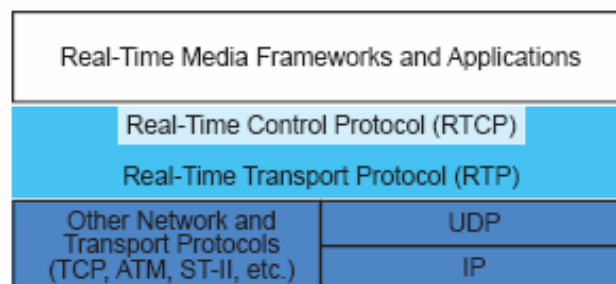 Real-Time Media Frameworks and Applications
Real-Time Control Protocol (RTCP)
Real-Time Transport Protocol (RTP)
Other Network and
Transport Protocols
(TCP, ATM, ST-II, etc.)
UDP
IP